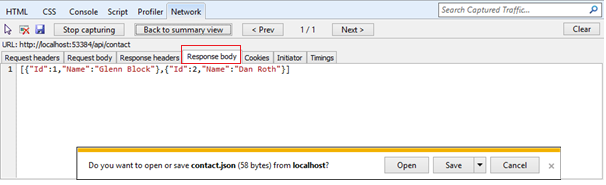 HTML CSS Console Script Profiler Network Search Captured Traffic...
Stop capturing Back to summary view < Prev 1 / 1 Next > Clear
URL: http://localhost:53384/api/contact
Request headers Request body Response headers Response body Cookies Initiator Timings
1 [{"Id":1,"Name":"Glenn Block"},{"Id":2,"Name":"Dan Roth"}]
Do you want to open or save contact.json (58 bytes) from localhost? Open Save Cancel ×